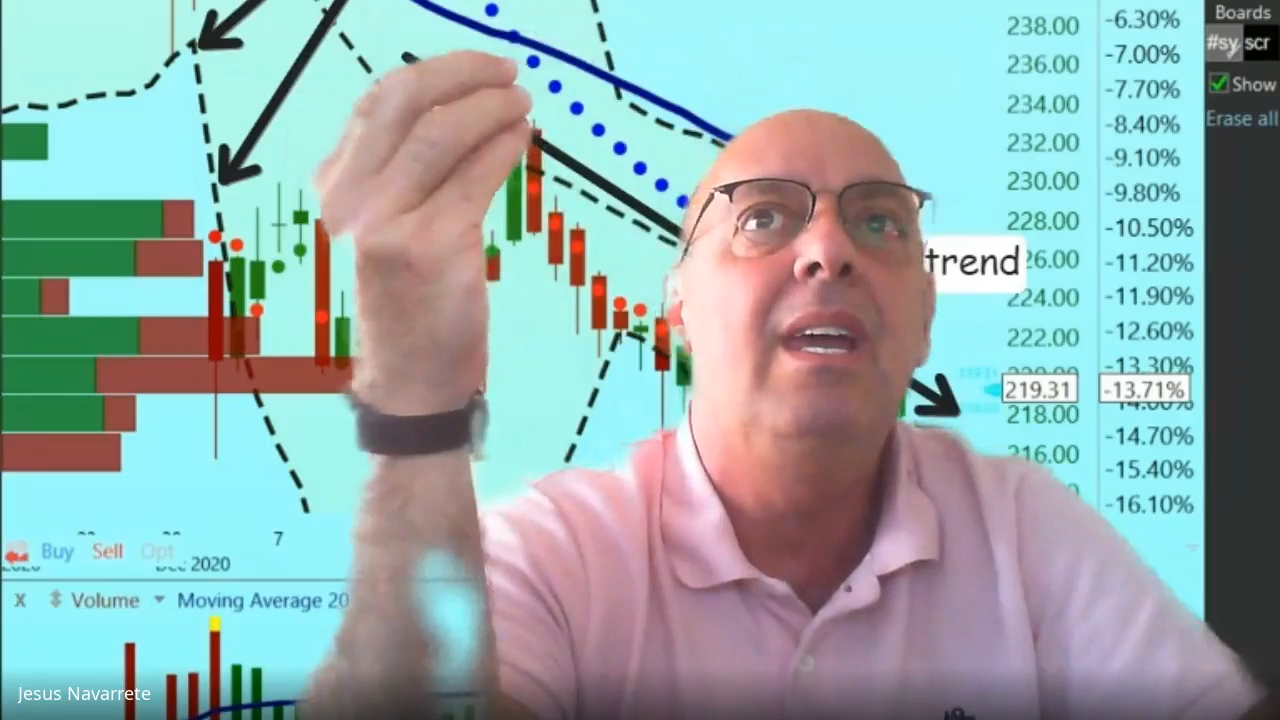 238.00 -6.30% Boards
236.00 -7.00% #sy scr
234.00 -7.70% Show
232.00 -8.40% Erase all
230.00 -9.10%
228.00 -9.80%
-10.50%
trend 26.00 -11.20%
224.00 -11.90%
222.00 -12.60%
-13.30%
219.31 -13.71%
218.00
216.00 -14.70%
-15.40%
-16.10%
7
Buy Sell Opt
Dec 2020
X Volume Moving Average 20
Jesus Navarrete